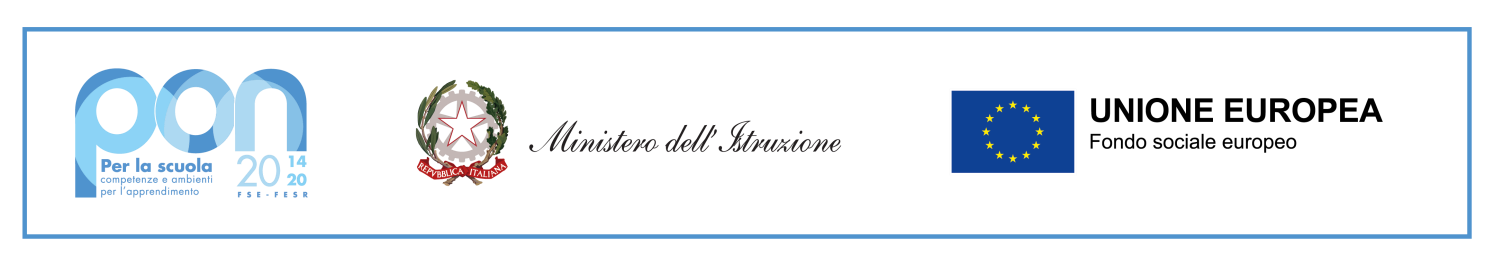 pon
Per la scuola
competenze e ambienti
per l'apprendimento
20 14
20
FSE-FESR
REPVBBLICA ITALIANA
Ministero dell'Istruzione
UNIONE EUROPEA
Fondo sociale europeo